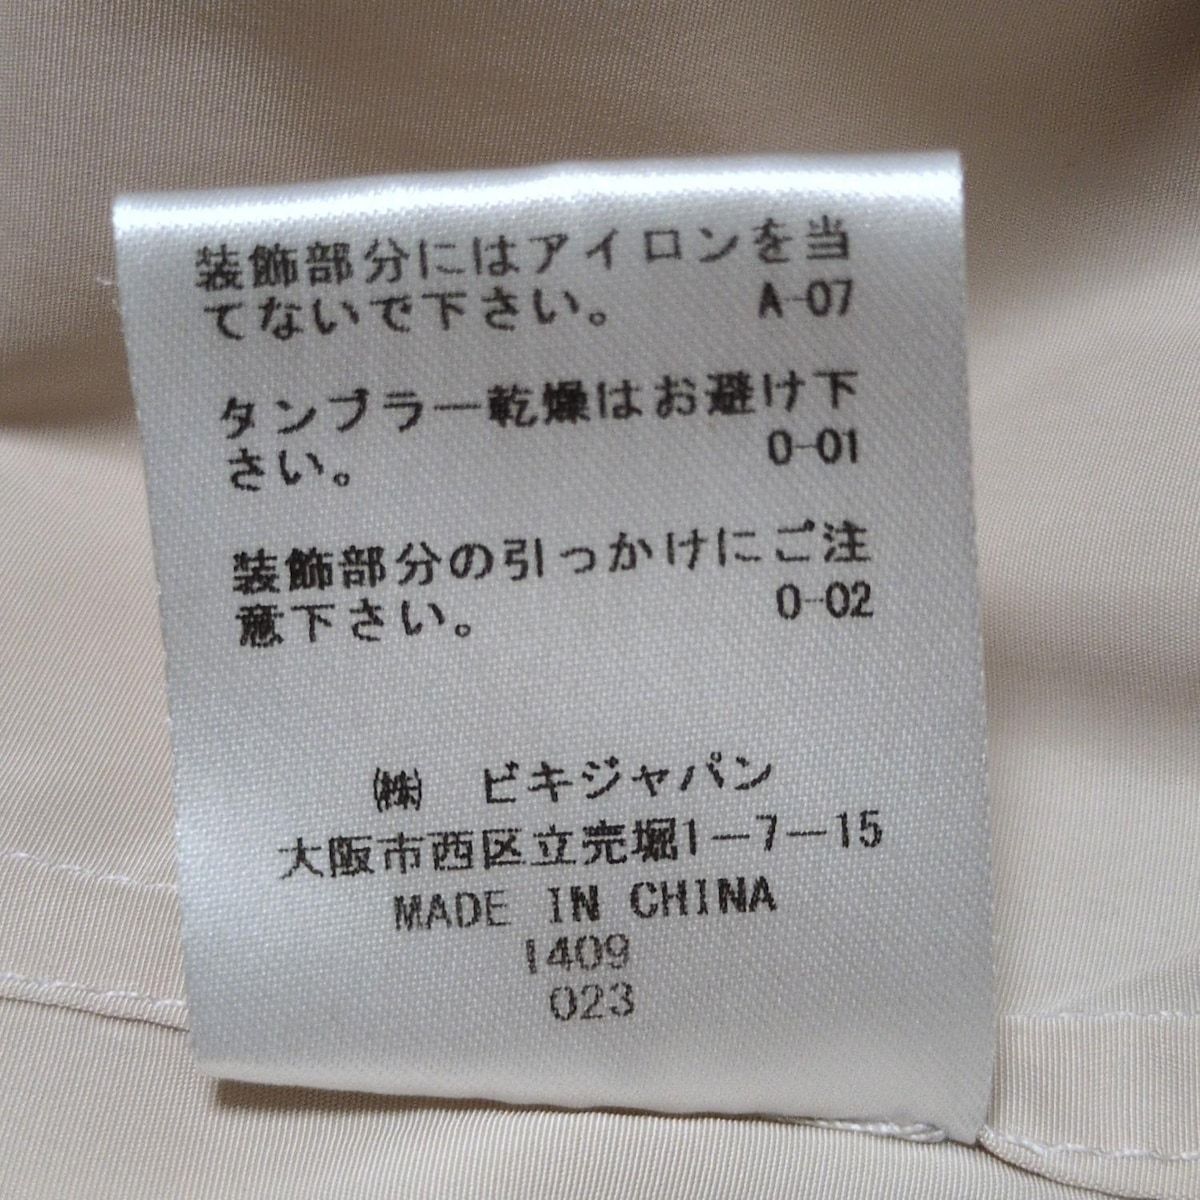 装飾部分にはアイロンを当
てないで下さい。 A-07
タンブラー乾燥はお避け下
さい。 0-01
装飾部分の引っかけにご注
意下さい。 0-02
㈱ ビキジャパン
大阪市西区立売堀1-7-15
MADE IN CHINA
1409
023